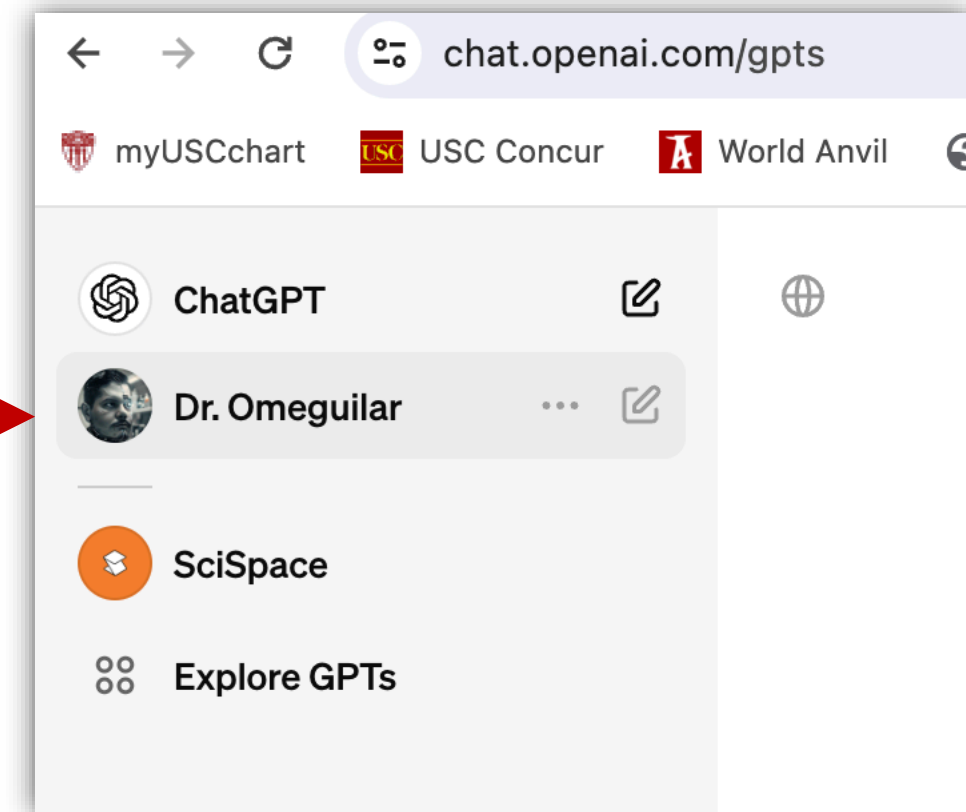 chat.openai.com/gpts
myUSCchart USC USC Concur World Anvil
ChatGPT
Dr. Omeguilar
SciSpace
Explore GPTs